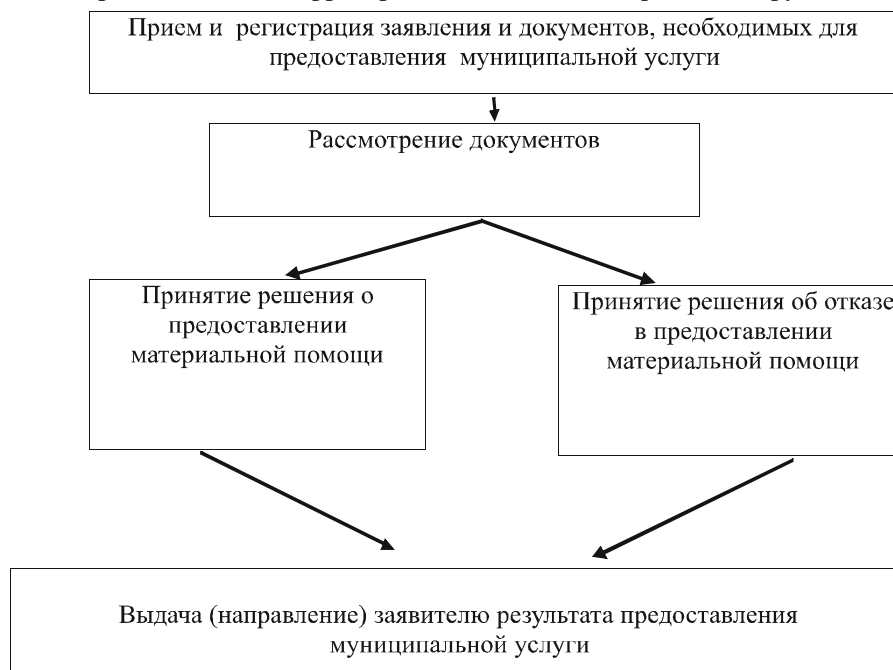 Прием и регистрация заявления и документов, необходимых для
предоставления муниципальной услуги
Рассмотрение документов
Принятие решения о
предоставлении
материальной помощи
Принятие решения об отказе
в предоставлении
материальной помощи
Выдача (направление) заявителю результата предоставления
муниципальной услуги